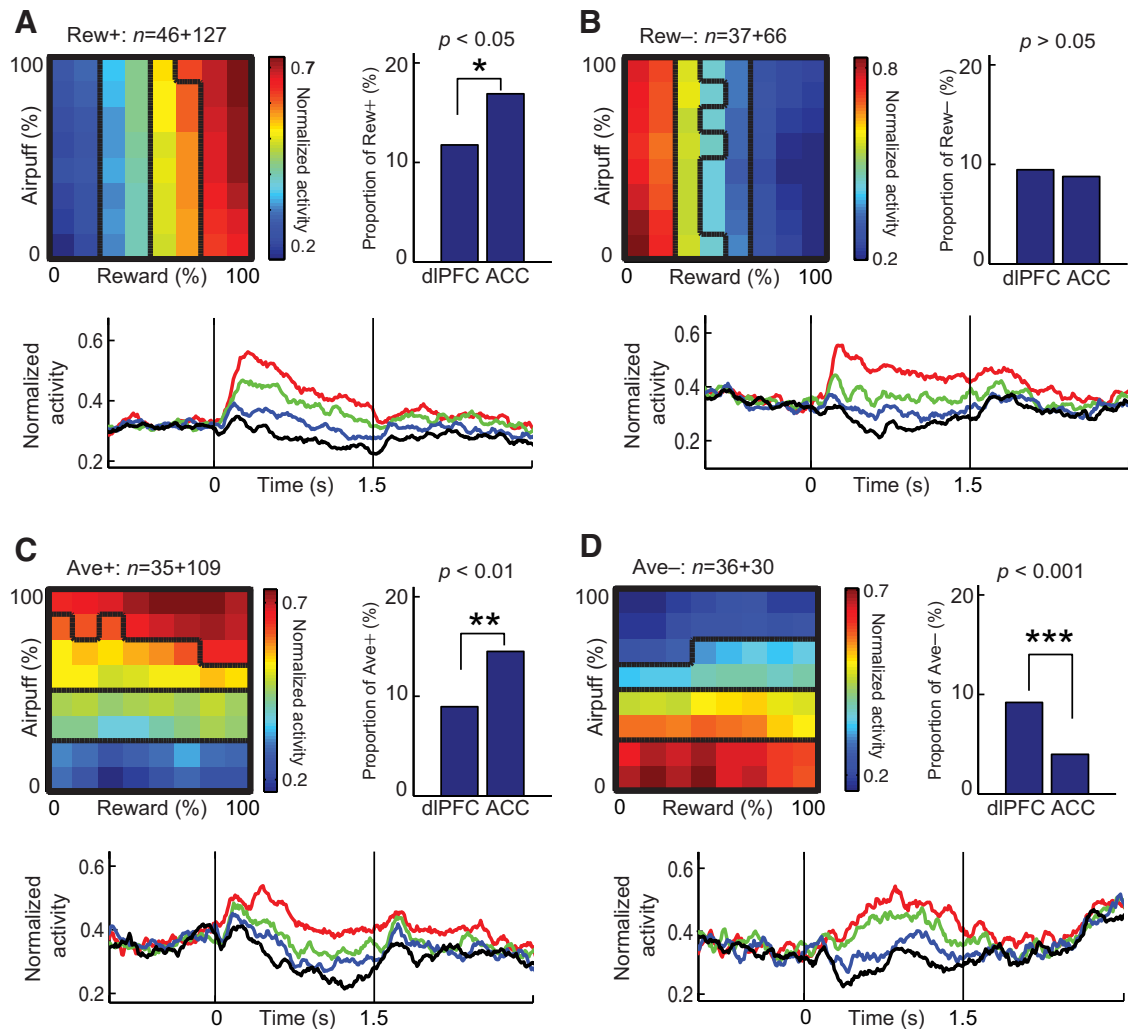 A
Rew+: n=46+127
100
Airpuff (%)
0
0
Reward (%)
100
0.7
Normalized activity
0.2
p < 0.05
*
20
10
0
Proportion of Rew+ (%)
dlPFC ACC
0.6
0.4
0.2
Normalized
activity
0
Time (s)
1.5
B
Rew–: n=37+66
100
Airpuff (%)
0
0
Reward (%)
100
0.8
Normalized activity
0.2
p > 0.05
20
10
0
Proportion of Rew– (%)
dlPFC ACC
0.6
0.4
0.2
Normalized
activity
0
Time (s)
1.5
C
Ave+: n=35+109
100
Airpuff (%)
0
0
Reward (%)
100
0.7
Normalized activity
0.2
p < 0.01
**
20
10
0
Proportion of Ave+ (%)
dlPFC ACC
0.6
0.4
0.2
Normalized
activity
0
Time (s)
1.5
D
Ave–: n=36+30
100
Airpuff (%)
0
0
Reward (%)
100
0.7
Normalized activity
0.2
p < 0.001
***
20
10
0
Proportion of Ave– (%)
dlPFC ACC
0.6
0.4
0.2
Normalized
activity
0
Time (s)
1.5